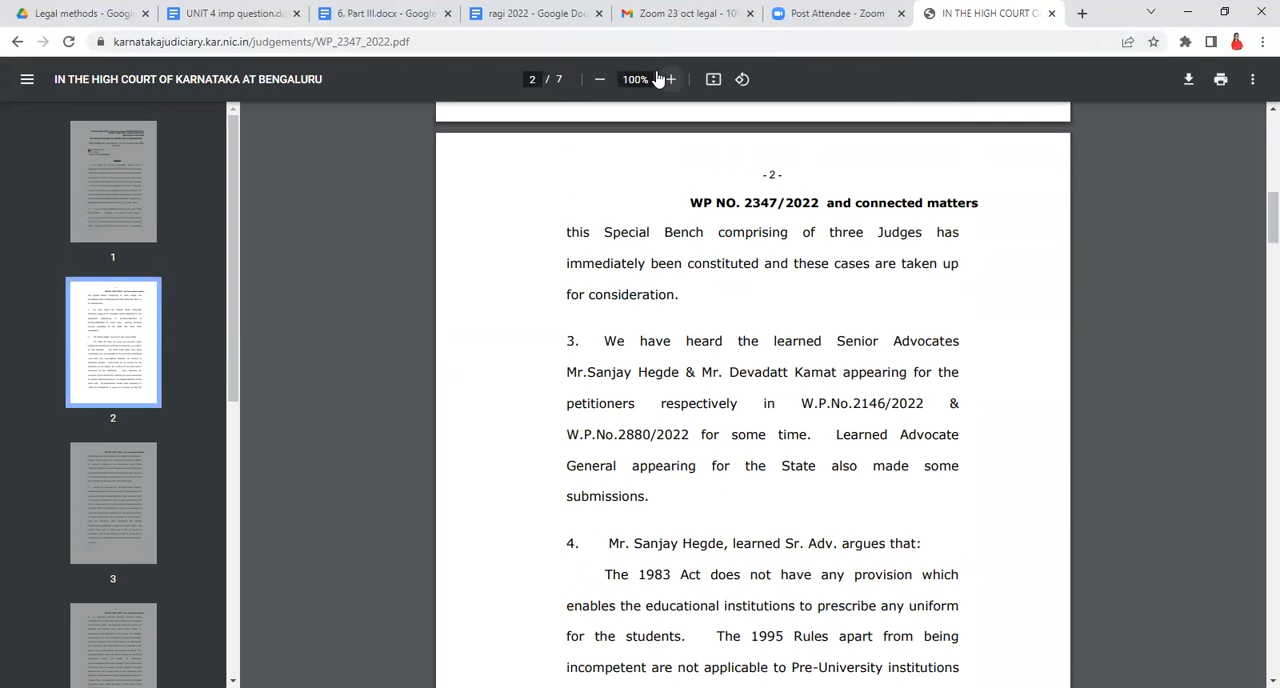 Legal methods - Google
UNIT 4 img question.da
6. Part III.docx - Google
ragi 2022 - Google Do
Zoom 23 oct legal - 10
Post Attendee - Zoom
IN THE HIGH COURT O
karnatakajudiciary.kar.nic.in/judgements/WP_2347_2022.pdf
IN THE HIGH COURT OF KARNATAKA AT BENGALURU
2 / 7
100%
1
2
3
- 2 -
WP NO. 2347/2022 and connected matters
this Special Bench comprising of three Judges has
immediately been constituted and these cases are taken up
for consideration.
3. We have heard the learned Senior Advocates
Mr.Sanjay Hegde & Mr. Devadatt Kamat appearing for the
petitioners respectively in W.P.No.2146/2022 &
W.P.No.2880/2022 for some time. Learned Advocate
General appearing for the State also made some
submissions.
4. Mr. Sanjay Hegde, learned Sr. Adv. argues that:
The 1983 Act does not have any provision which
enables the educational institutions to prescribe any uniform
for the students. The 1995 Rules apart from being
incompetent are not applicable to Pre-University institutions